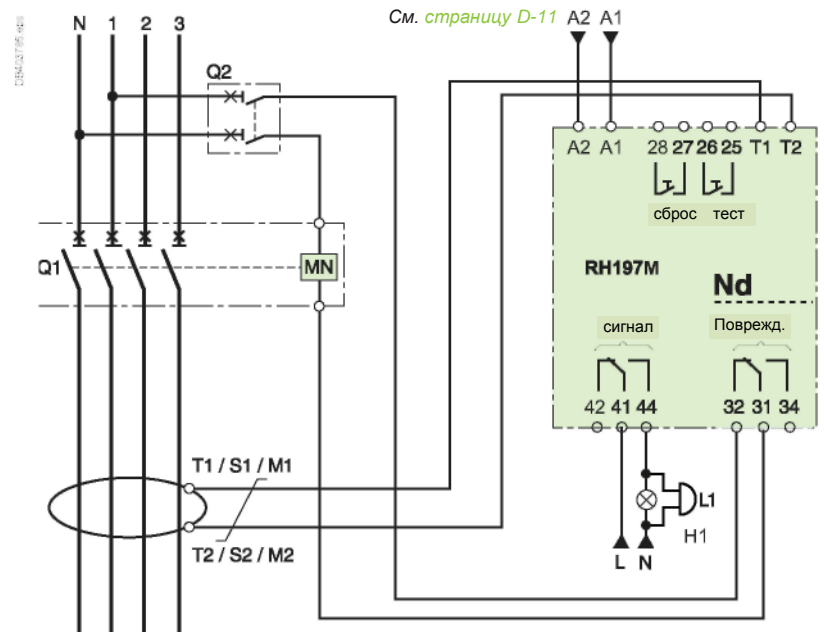 См. страницу D-11
A2 A1
DB403785.eps
N 1 2 3
Q2
A2 A1 28 27 26 25 T1 T2
сброс тест
Q1
MN
RH197M
Nd
сигнал Поврежд.
42 41 44 32 31 34
T1 / S1 / M1
L1
H1
T2 / S2 / M2
L N